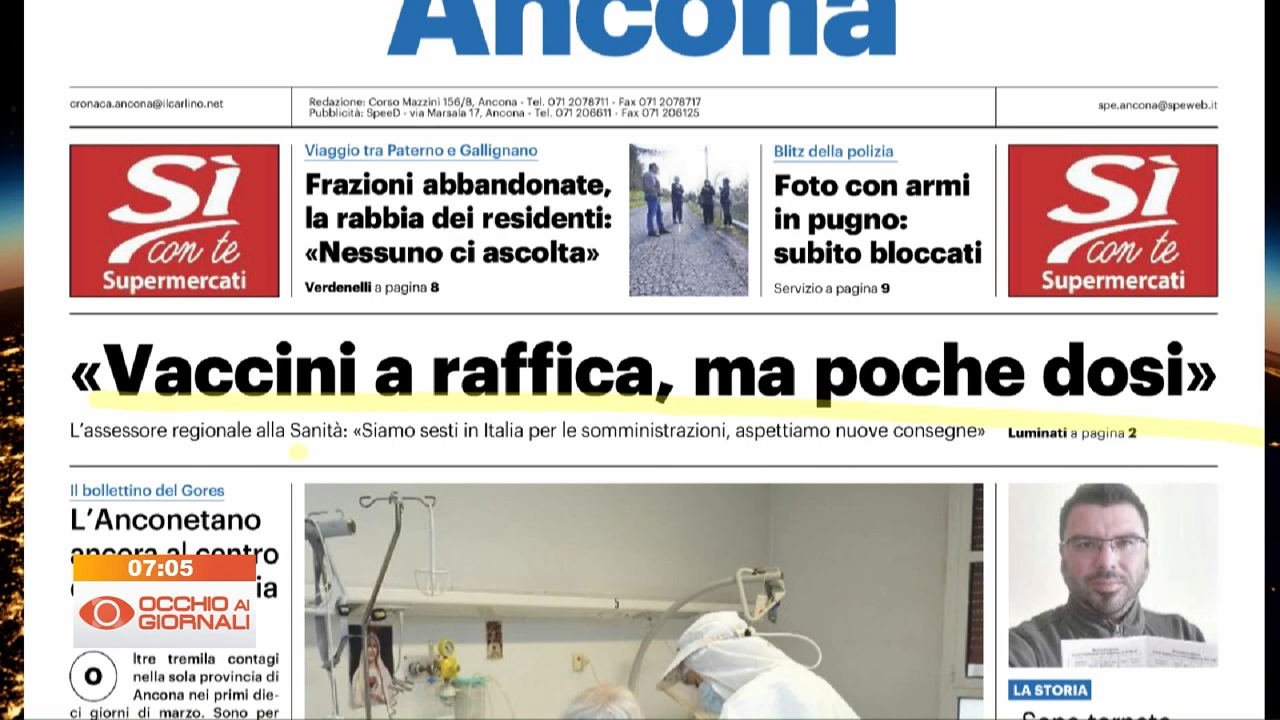 Ancona
cronaca.ancona@ilcarlino.net
Redazione: Corso Mazzini 156/8, Ancona - Tel. 071 2078711 - Fax 071 2078717
Pubblicità: SpeeD - via Marsala 17, Ancona - Tel. 071 206611 - Fax 071 206125
spe.ancona@speweb.it
Sì
con te
Supermercati
Viaggio tra Paterno e Gallignano
Frazioni abbandonate,
la rabbia dei residenti:
«Nessuno ci ascolta»
Verdenelli a pagina 8
Blitz della polizia
Foto con armi
in pugno:
subito bloccati
Servizio a pagina 9
Sì
con te
Supermercati
«Vaccini a raffica, ma poche dosi»
L'assessore regionale alla Sanità: «Siamo sesti in Italia per le somministrazioni, aspettiamo nuove consegne»
Luminati a pagina 2
Il bollettino del Gores
L'Anconetano
ancora al centro
07:05
OCCHIO AI
GIORNALI
O ltre tremila contagi
nella sola provincia di
Ancona nei primi die-
ci giorni di marzo. Sono per
5
LA STORIA